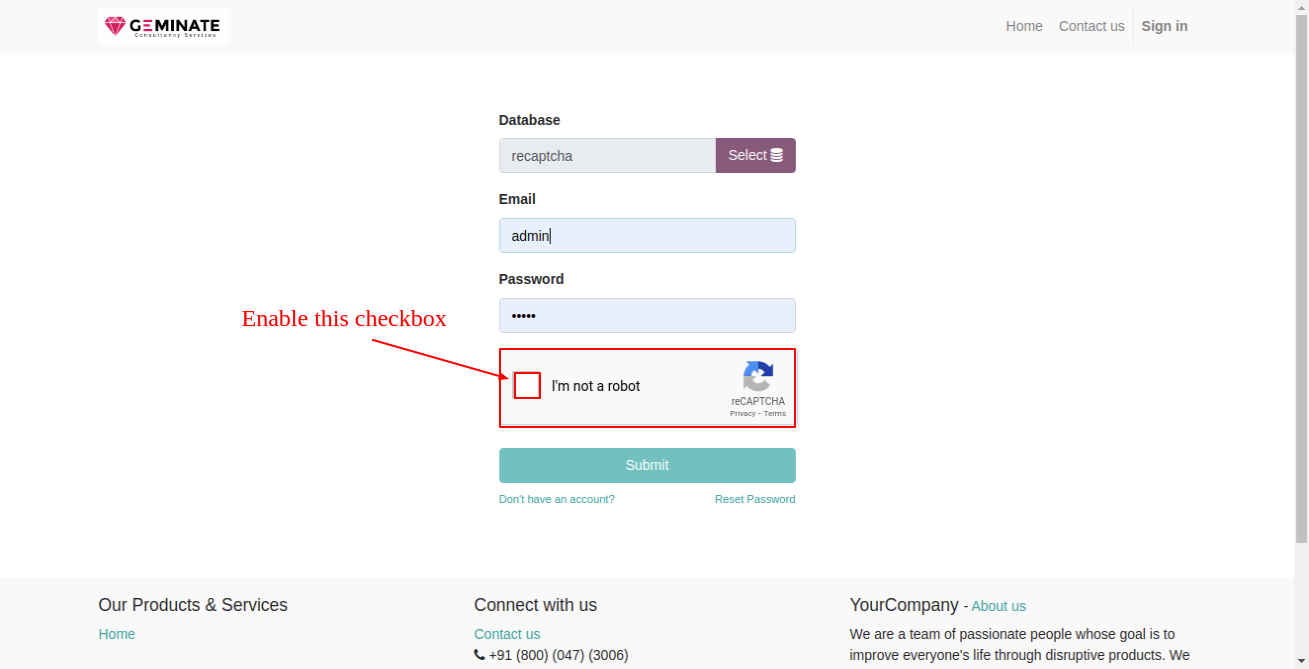 GEMINATE
Consultancy Services
Home Contact us Sign in
Database
recaptcha Select
Email
admin
Password
•••••
Enable this checkbox
I'm not a robot
reCAPTCHA
Privacy - Terms
Submit
Don't have an account? Reset Password
Our Products & Services
Home
Connect with us
Contact us
+91 (800) (047) (3006)
YourCompany - About us
We are a team of passionate people whose goal is to
improve everyone's life through disruptive products. We